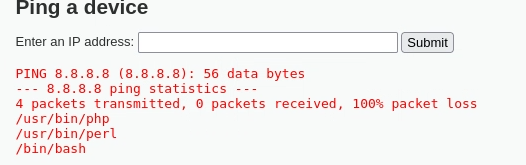 Ping a device
Enter an IP address: Submit
PING 8.8.8.8 (8.8.8.8): 56 data bytes
--- 8.8.8.8 ping statistics ---
4 packets transmitted, 0 packets received, 100% packet loss
/usr/bin/php
/usr/bin/perl
/bin/bash